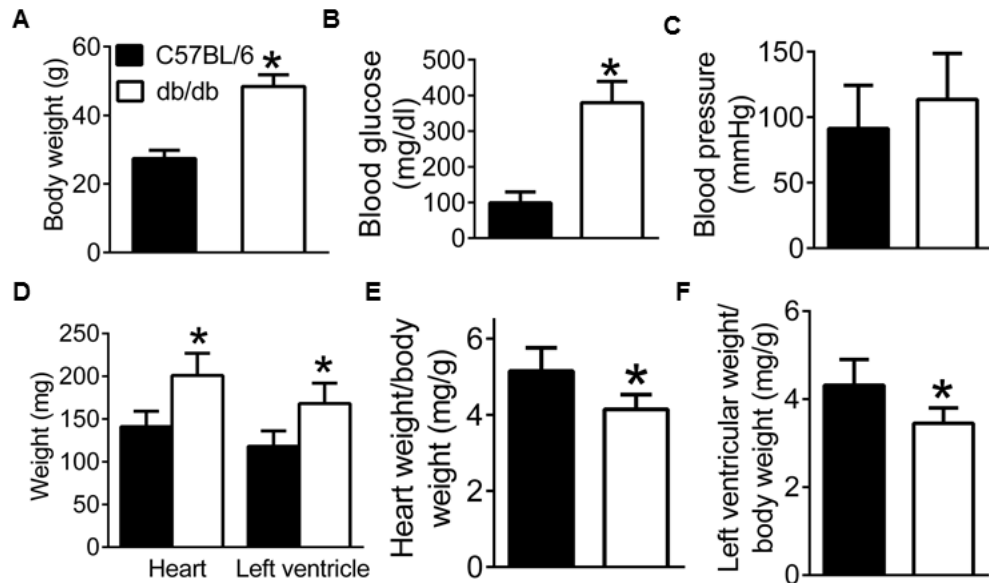 A
Body weight (g)
60
40
20
0
C57BL/6
db/db
*
B
Blood glucose
(mg/dl)
500
400
300
200
100
0
*
C
Blood pressure
(mmHg)
150
100
50
0
D
Weight (mg)
250
200
150
100
50
0
*
*
Heart
Left ventricle
E
Heart weight/body
weight (mg/g)
6
4
2
0
*
F
Left ventricular weight/
body weight (mg/g)
6
4
2
0
*